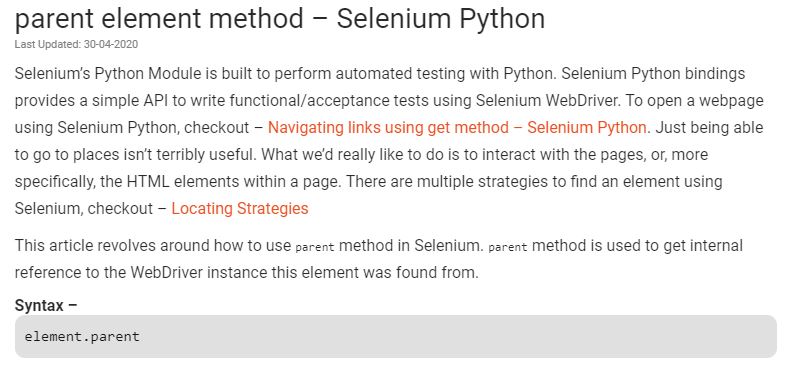 parent element method – Selenium Python
Last Updated: 30-04-2020
Selenium’s Python Module is built to perform automated testing with Python. Selenium Python bindings
provides a simple API to write functional/acceptance tests using Selenium WebDriver. To open a webpage
using Selenium Python, checkout – Navigating links using get method – Selenium Python. Just being able
to go to places isn’t terribly useful. What we’d really like to do is to interact with the pages, or, more
specifically, the HTML elements within a page. There are multiple strategies to find an element using
Selenium, checkout – Locating Strategies
This article revolves around how to use parent method in Selenium. parent method is used to get internal
reference to the WebDriver instance this element was found from.
Syntax –
element.parent